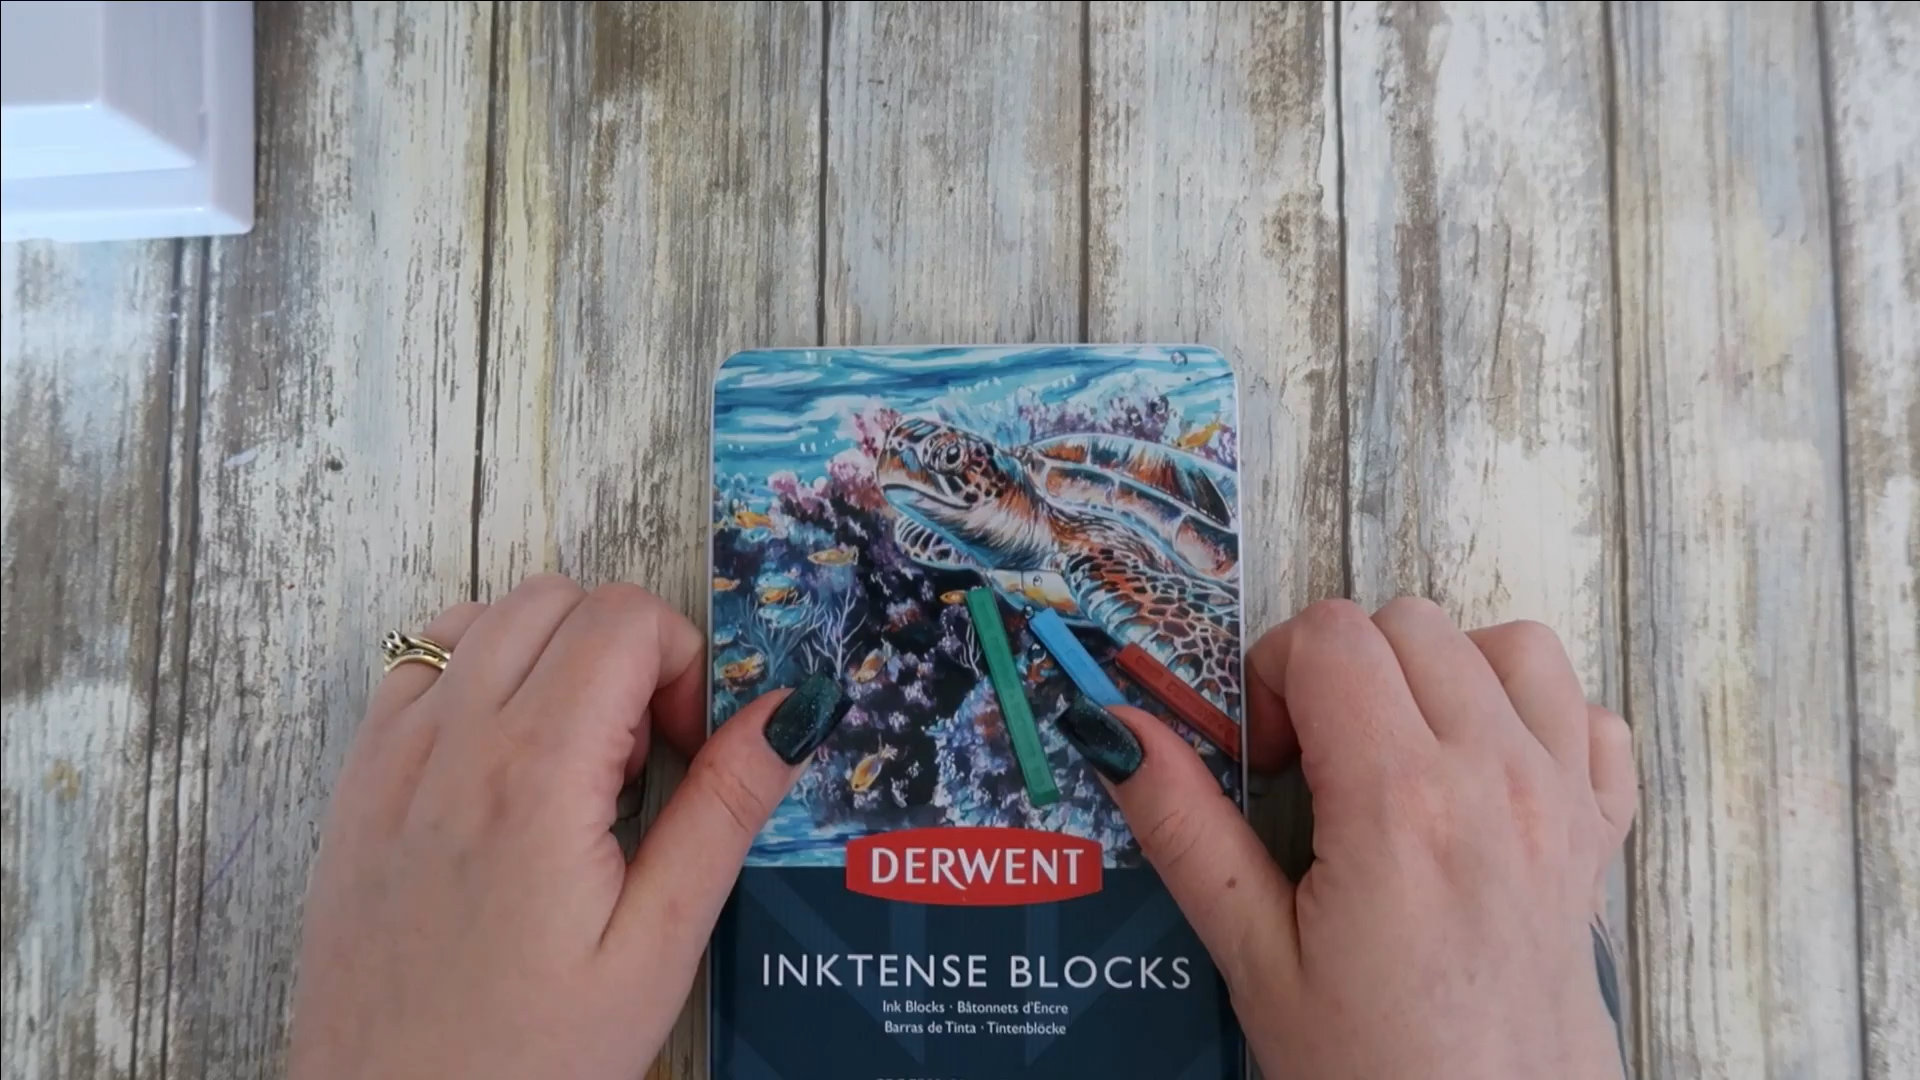 DERWENT
INKTENSE BLOCKS
Ink Blocks · Bâtonnets d'Encre
Barras de Tinta · Tintenblöcke